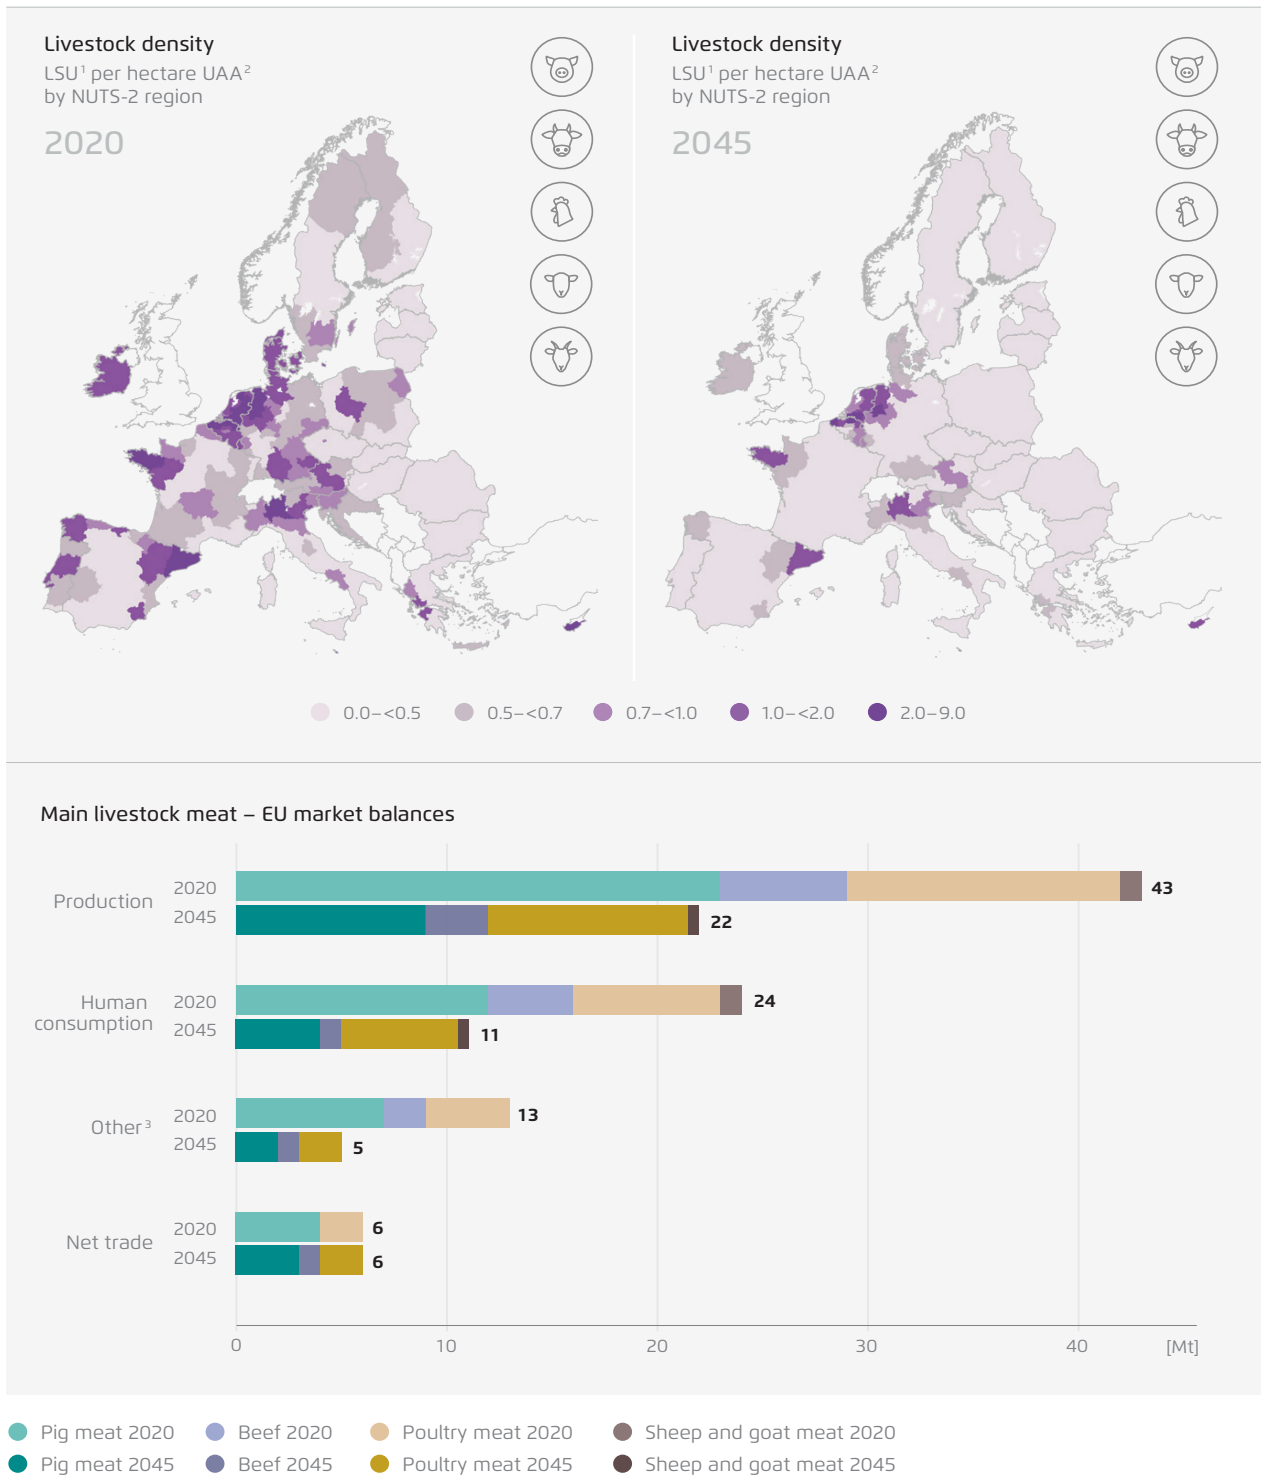 Livestock density
LSU¹ per hectare UAA²
by NUTS-2 region
2020
Livestock density
LSU¹ per hectare UAA²
by NUTS-2 region
2045
0.0–<0.5
0.5–<0.7
0.7–<1.0
1.0–<2.0
2.0–9.0
Main livestock meat – EU market balances
Production
2020
43
2045
22
Human
consumption
2020
24
2045
11
Other³
2020
13
2045
5
Net trade
2020
6
2045
6
0
10
20
30
40
[Mt]
Pig meat 2020
Beef 2020
Poultry meat 2020
Sheep and goat meat 2020
Pig meat 2045
Beef 2045
Poultry meat 2045
Sheep and goat meat 2045